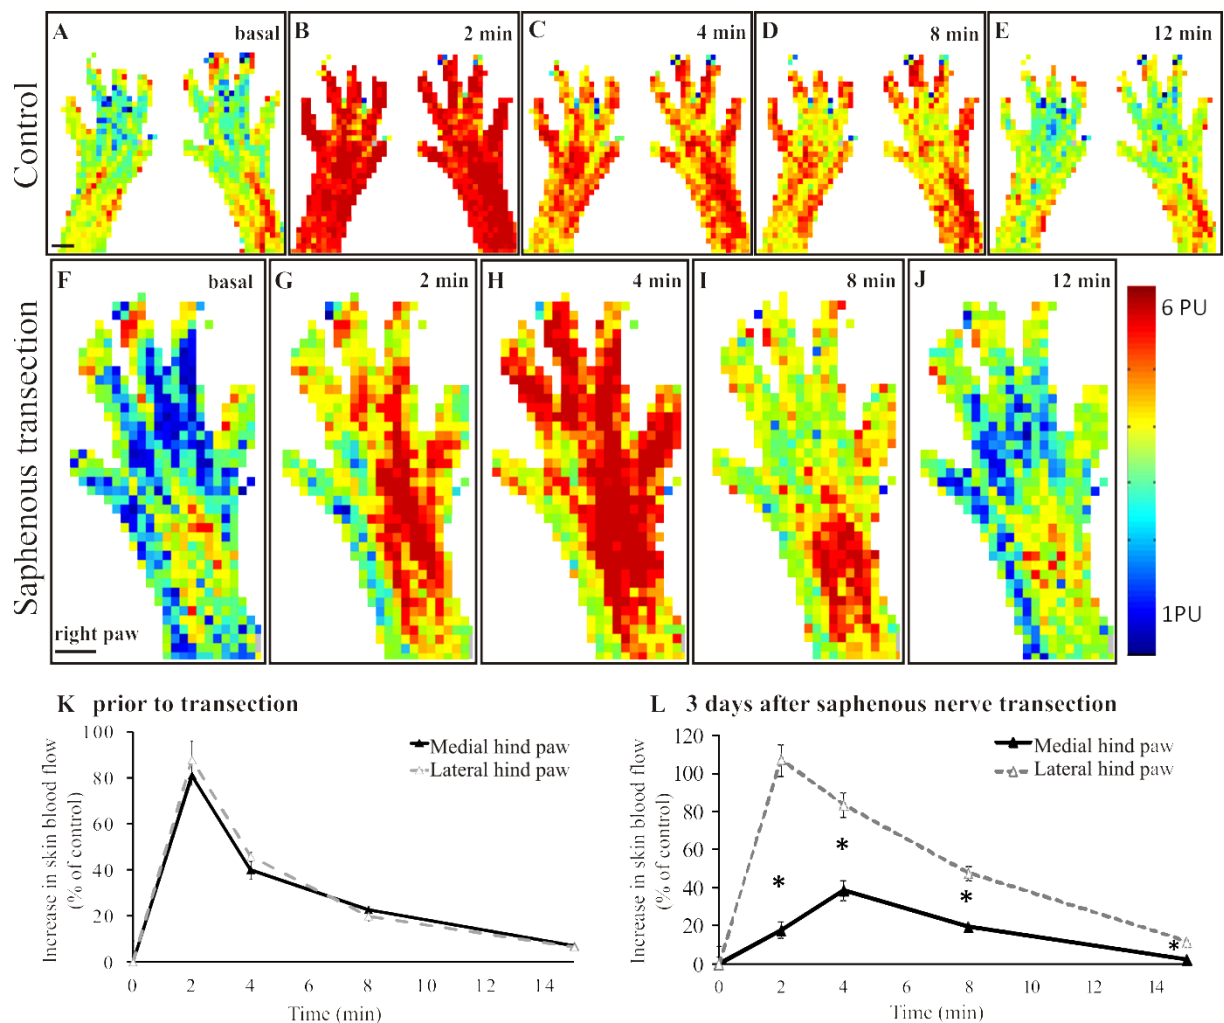 A basal B 2 min C 4 min D 8 min E 12 min
Control
F basal G 2 min H 4 min I 8 min J 12 min
Saphenous transection
6 PU
1PU
right paw
K prior to transection
100
80
60
40
20
0
Increase in skin blood flow
(% of control)
Medial hind paw
Lateral hind paw
0 2 4 6 8 10 12 14
Time (min)
L 3 days after saphenous nerve transection
120
100
80
60
40
20
0
Increase in skin blood flow
(% of control)
Medial hind paw
Lateral hind paw
*
*
*
*
0 2 4 6 8 10 12 14
Time (min)